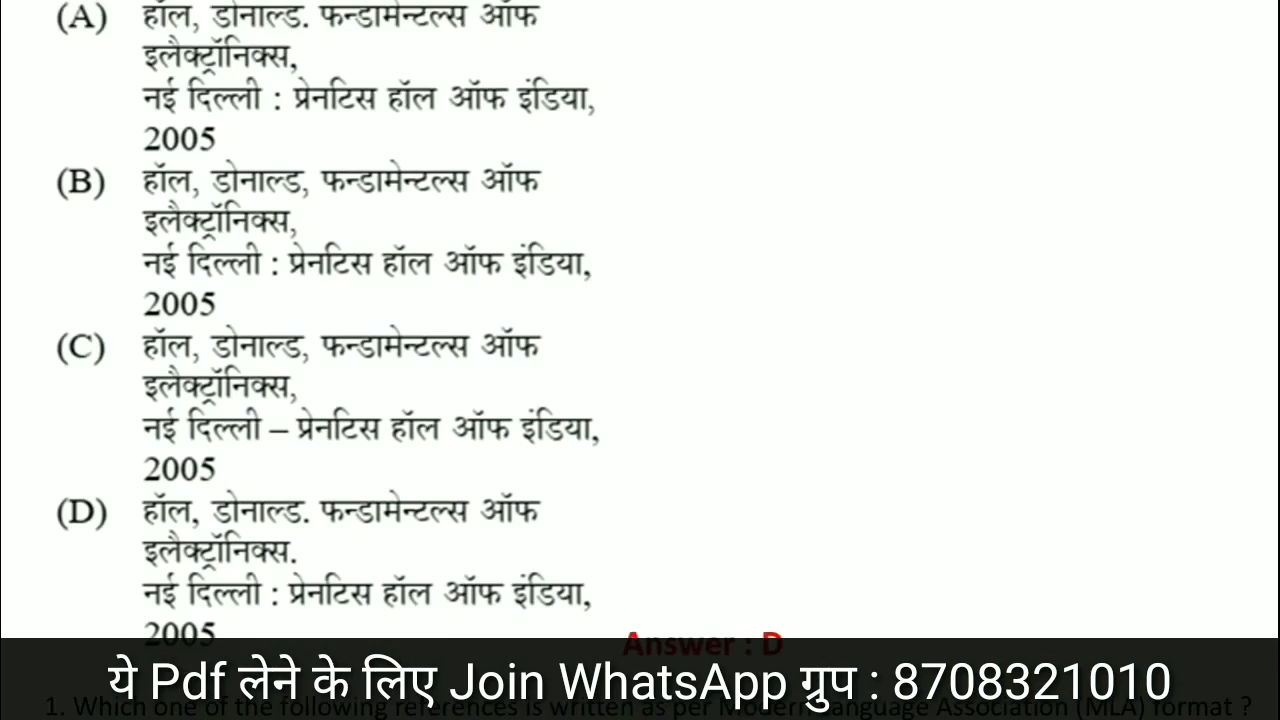 (A) हॉल, डोनाल्ड. फन्डामेन्टल्स ऑफ
इलैक्ट्रॉनिक्स,
नई दिल्ली : प्रेनटिस हॉल ऑफ इंडिया,
2005
(B) हॉल, डोनाल्ड, फन्डामेन्टल्स ऑफ
इलैक्ट्रॉनिक्स,
नई दिल्ली : प्रेनटिस हॉल ऑफ इंडिया,
2005
(C) हॉल, डोनाल्ड, फन्डामेन्टल्स ऑफ
इलैक्ट्रॉनिक्स,
नई दिल्ली – प्रेनटिस हॉल ऑफ इंडिया,
2005
(D) हॉल, डोनाल्ड. फन्डामेन्टल्स ऑफ
इलैक्ट्रॉनिक्स.
नई दिल्ली : प्रेनटिस हॉल ऑफ इंडिया,
2005
Answer : D
ये Pdf लेने के लिए Join WhatsApp ग्रुप : 8708321010
1. Which one of the following references is written as per Modern Language Association (MLA) format ?